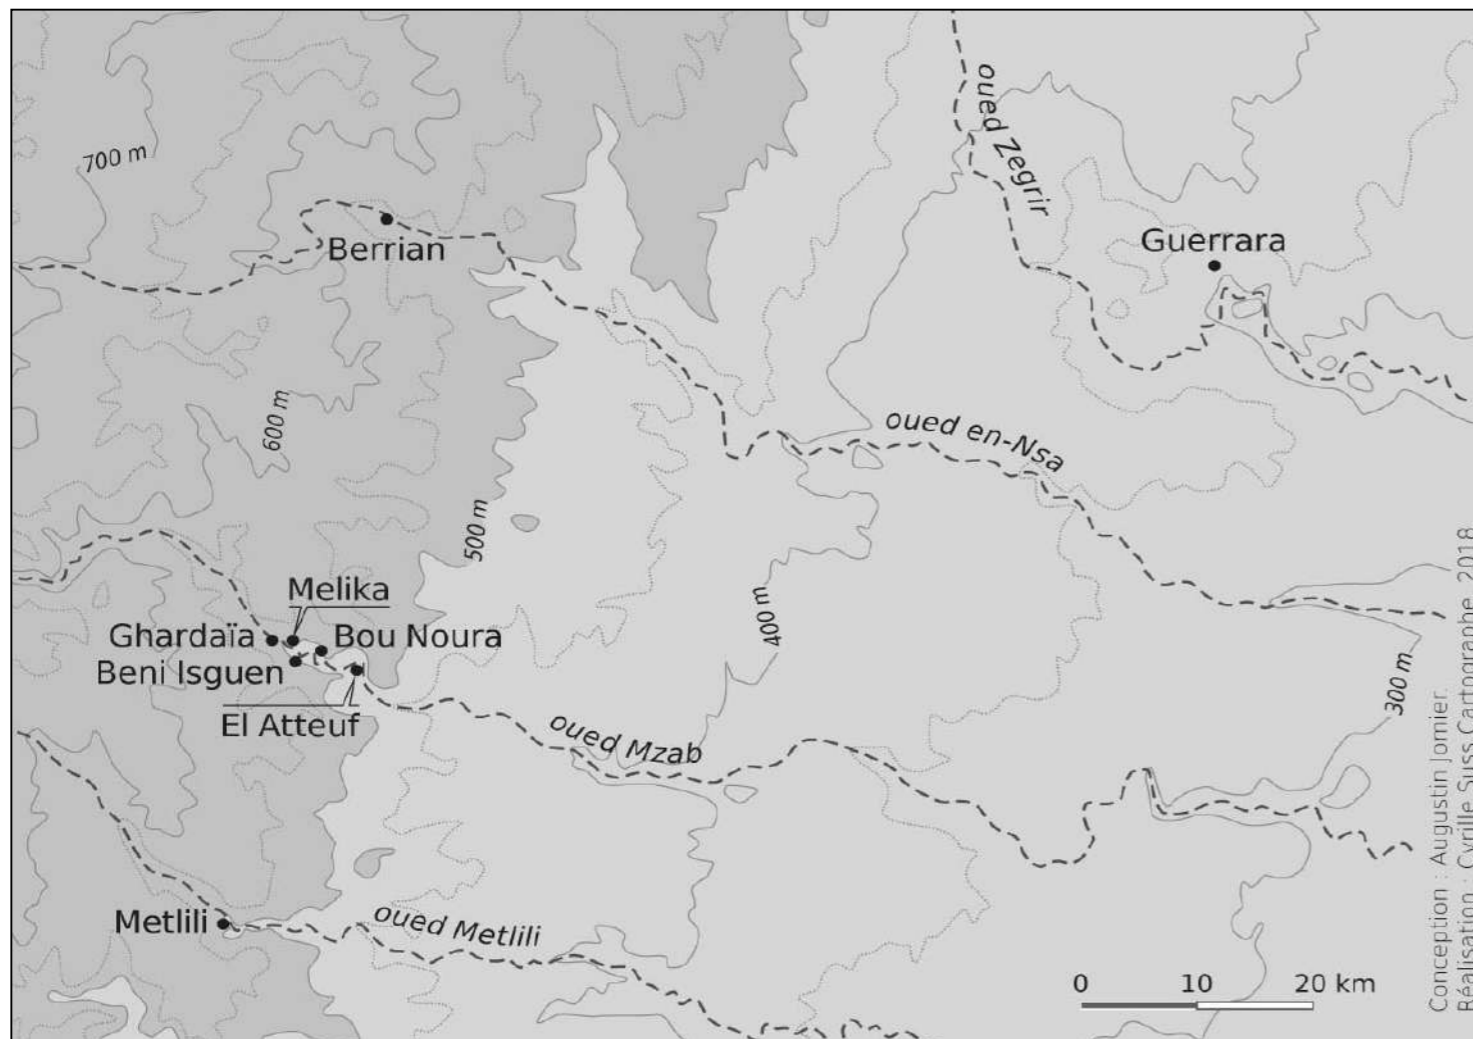 oued Zegrir
700 m
Berrian
Guerrara
600 m
oued en-Nsa
500 m
Melika
Ghardaïa
Bou Noura
Beni Isguen
400 m
El Atteuf
oued Mzab
300 m
Metlili
oued Metlili
0 10 20 km
Conception : Augustin Jomier.
Réalisation : Cyrille Suss Cartographe 2018